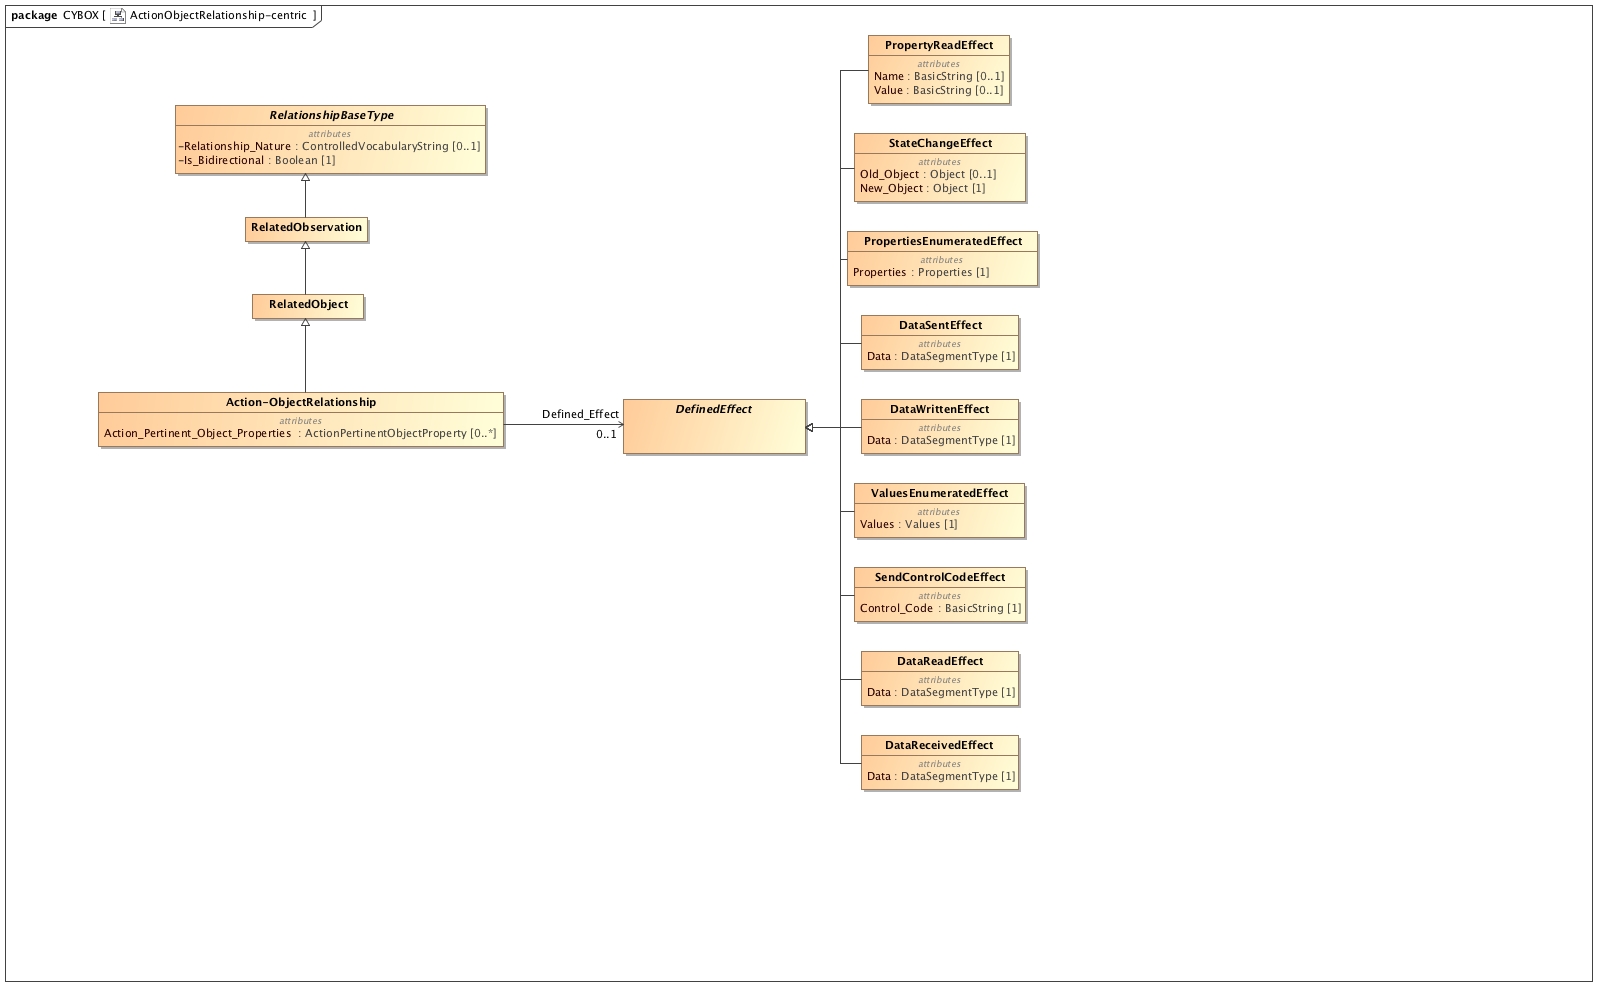 package CYBOX [ ActionObjectRelationship-centric ]
RelationshipBaseType
attributes
-Relationship_Nature : ControlledVocabularyString [0..1]
-Is_Bidirectional : Boolean [1]
RelatedObservation
RelatedObject
Action-ObjectRelationship
attributes
Action_Pertinent_Object_Properties : ActionPertinentObjectProperty [0..*]
Defined_Effect
0..1
DefinedEffect
PropertyReadEffect
attributes
Name : BasicString [0..1]
Value : BasicString [0..1]
StateChangeEffect
attributes
Old_Object : Object [0..1]
New_Object : Object [1]
PropertiesEnumeratedEffect
attributes
Properties : Properties [1]
DataSentEffect
attributes
Data : DataSegmentType [1]
DataWrittenEffect
attributes
Data : DataSegmentType [1]
ValuesEnumeratedEffect
attributes
Values : Values [1]
SendControlCodeEffect
attributes
Control_Code : BasicString [1]
DataReadEffect
attributes
Data : DataSegmentType [1]
DataReceivedEffect
attributes
Data : DataSegmentType [1]